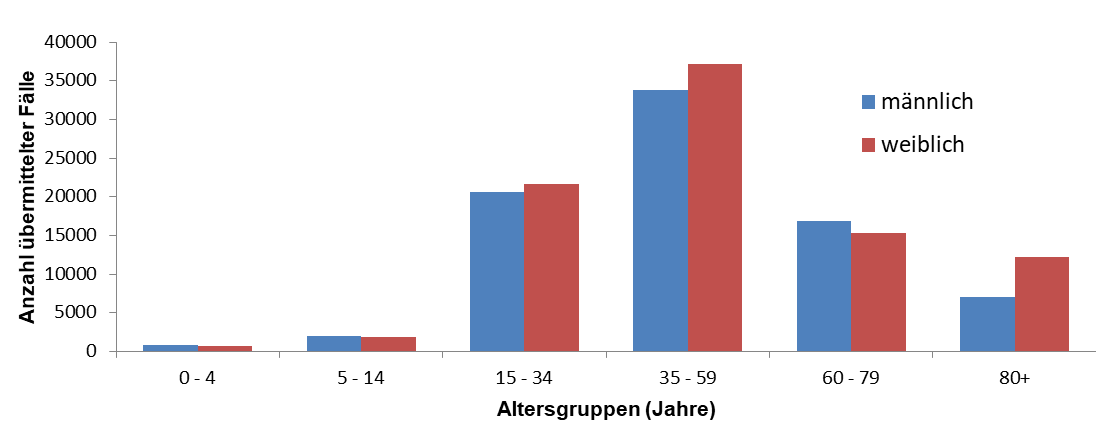 Anzahl übermittelter Fälle
40000
35000
30000
25000
20000
15000
10000
5000
0
männlich
weiblich
0 - 4 5 - 14 15 - 34 35 - 59 60 - 79 80+
Altersgruppen (Jahre)